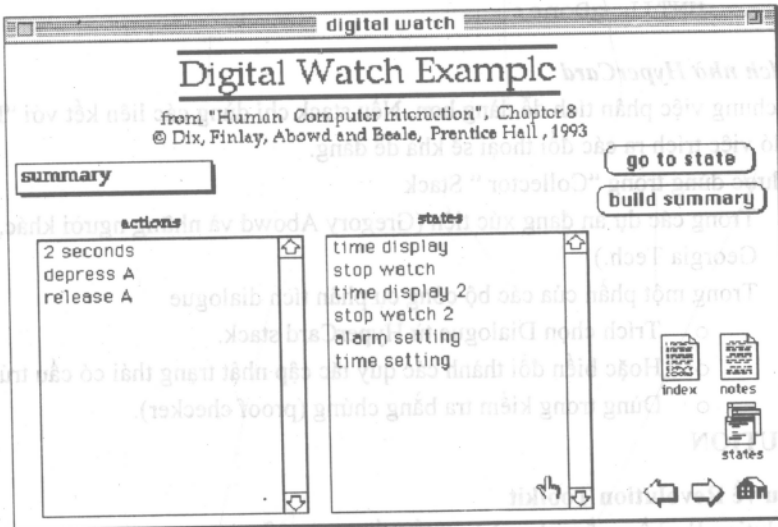 digital watch
Digital Watch Example
from "Human Computer Interaction", Chapter 8
© Dix, Finlay, Abowd and Beale, Prentice Hall, 1993
summary
go to state
build summary
actions
2 seconds
depress A
release A
states
time display
stop watch
time display 2
stop watch 2
alarm setting
time setting
index
notes
states